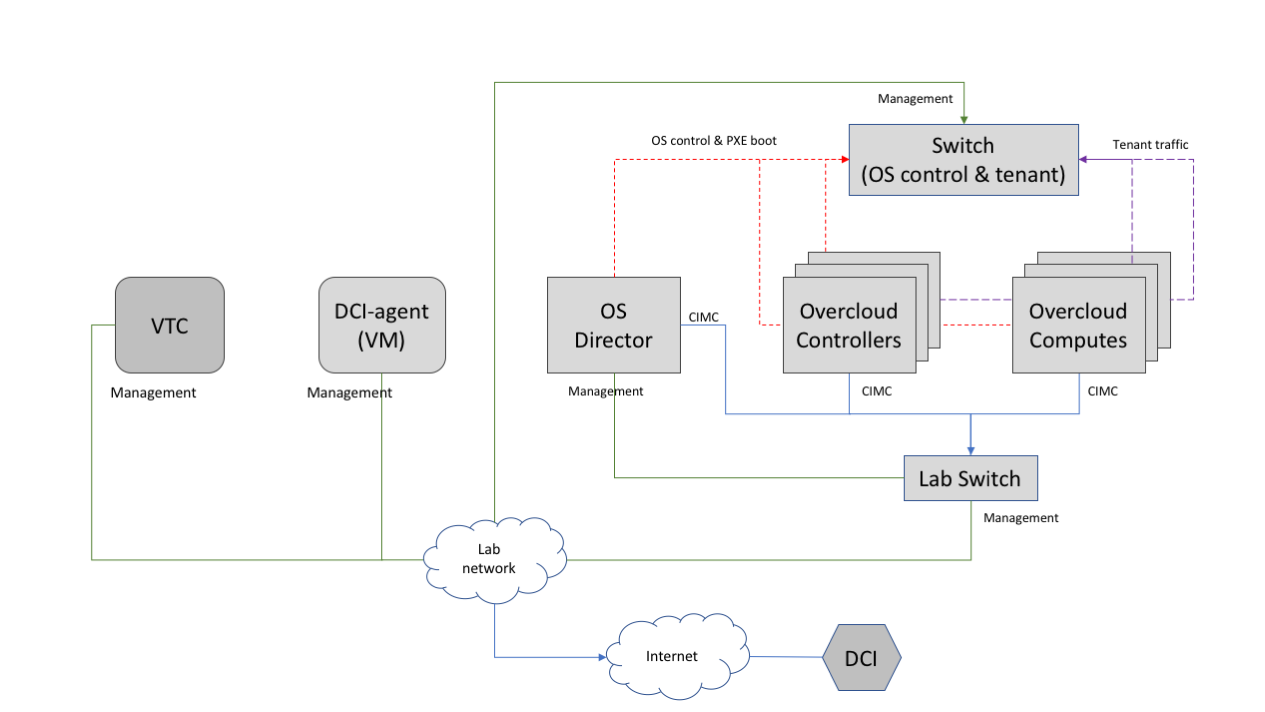 Management
OS control & PXE boot
Switch
(OS control & tenant)
Tenant traffic
VTC
DCI-agent
(VM)
OS
Director
CIMC
Overcloud
Controllers
Overcloud
Computes
Management
Management
Management
CIMC
CIMC
Lab Switch
Management
Lab
network
Internet
DCI